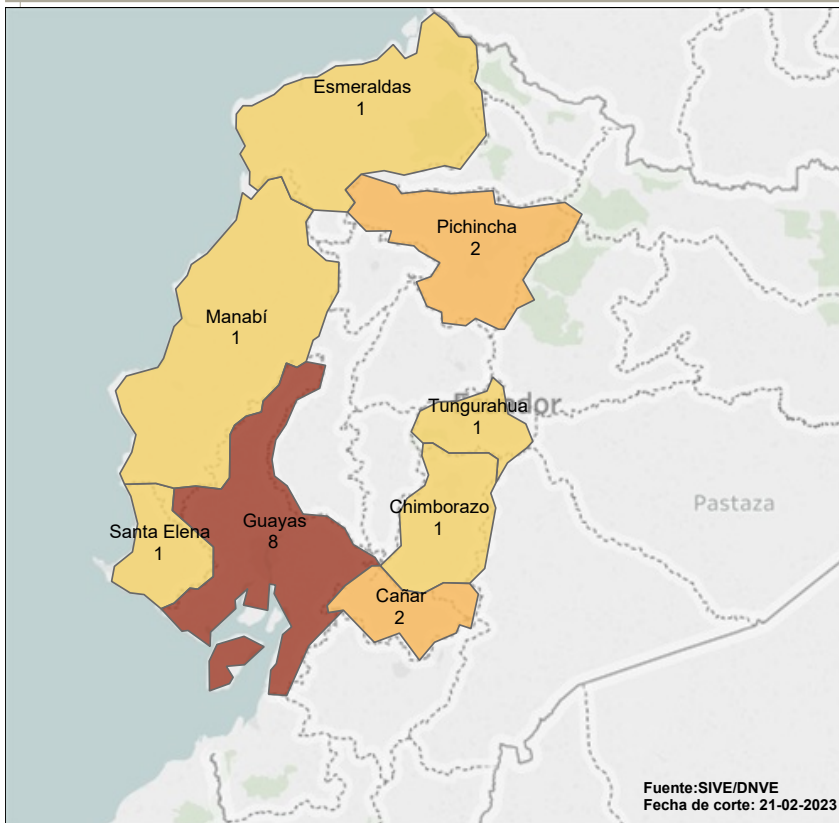 Esmeraldas
1
Pichincha
2
Manabí
1
Tungurahua
1
Chimborazo
1
Pastaza
Santa Elena
1
Guayas
8
Cañar
2
Fuente:SIVE/DNVE
Fecha de corte: 21-02-2023